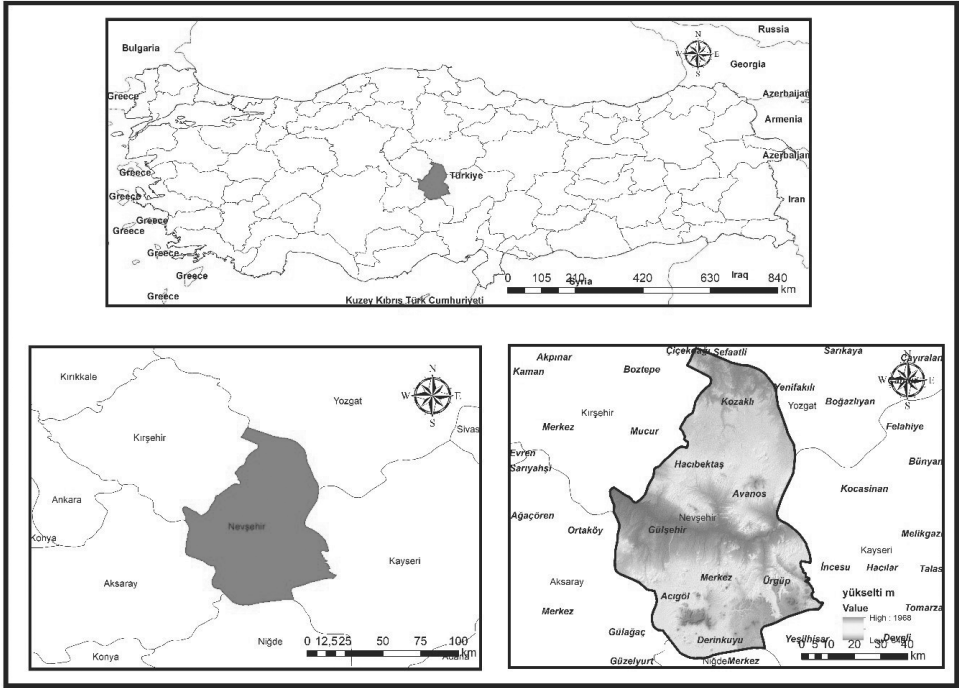 Bulgaria
Russia
N
W E
S
Georgia
Greece
Azerbaijan
Armenia
Azerbaijan
Greece
Türkiye
Greece
Iran
Greece
Greece
Greece
Greece
Iraq
Syria
0 105 210 420 630 840
km
Greece
Kuzey Kıbrıs Türk Cumhuriyeti
Kırıkkale
Yozgat
N
W E
S
Sivas
Kırşehir
Ankara
Nevşehir
Konya
Kayseri
Aksaray
Niğde
0 12,525 50 75 100
km
Konya
Adana
Çiçekdağı Şefaatli
Sarıkaya
Akpınar
Çayıralan
Kaman
Boztepe
N
W E
S
Yenifakılı
Kozaklı
Yozgat
Boğazlıyan
Kırşehir
Merkez
Mucur
Felahiye
Evren
Sarıyahşi
Hacıbektaş
Bünyan
Avanos
Kocasinan
Ağaçören
Ortaköy
Nevşehir
Gülşehir
Melikgazi
Kayseri
İncesu Hacılar Talas
Aksaray
Merkez
Ürgüp
Acıgöl
yükselti m
Value
Merkez
Tomarza
High : 1968
Gülağaç
Derinkuyu
Yeşilhisar
Develi
0 5 10 20 30 40
km
Güzelyurt
Niğde Merkez